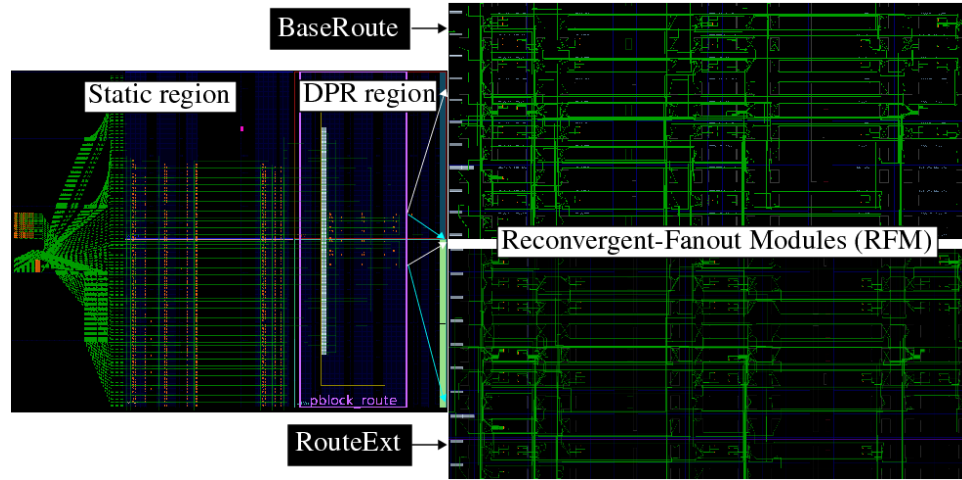 BaseRoute
Static region
DPR region
Reconvergent-Fanout Modules (RFM)
pblock_route
RouteExt